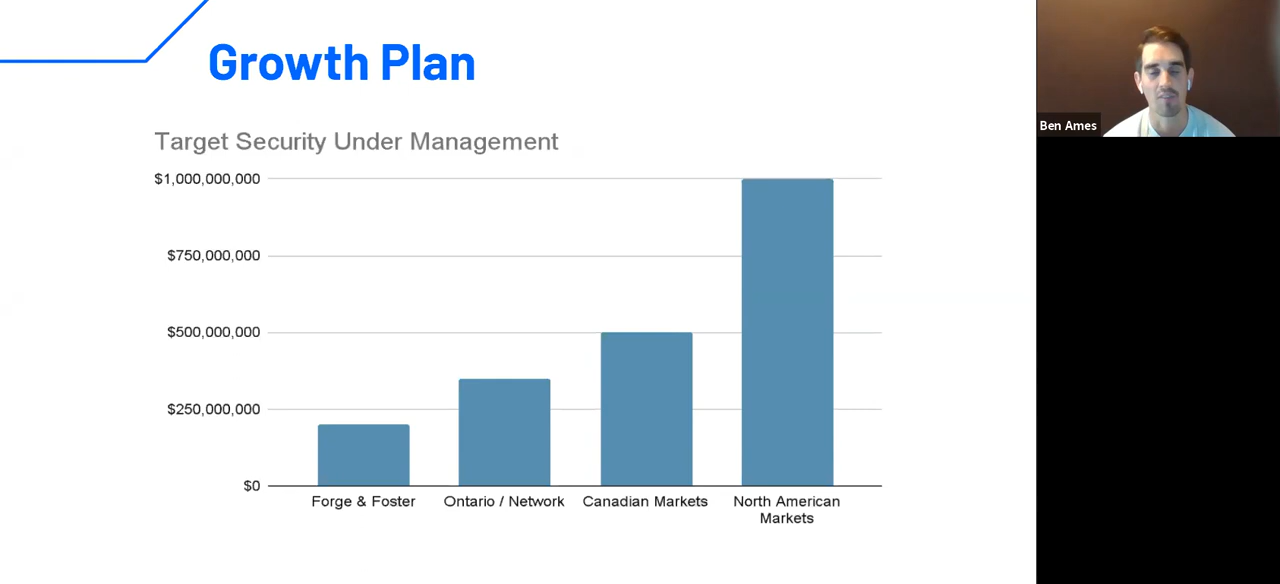 Growth Plan
Target Security Under Management
$1,000,000,000
$750,000,000
$500,000,000
$250,000,000
$0
Forge & Foster
Ontario / Network
Canadian Markets
North American
Markets
Ben Ames